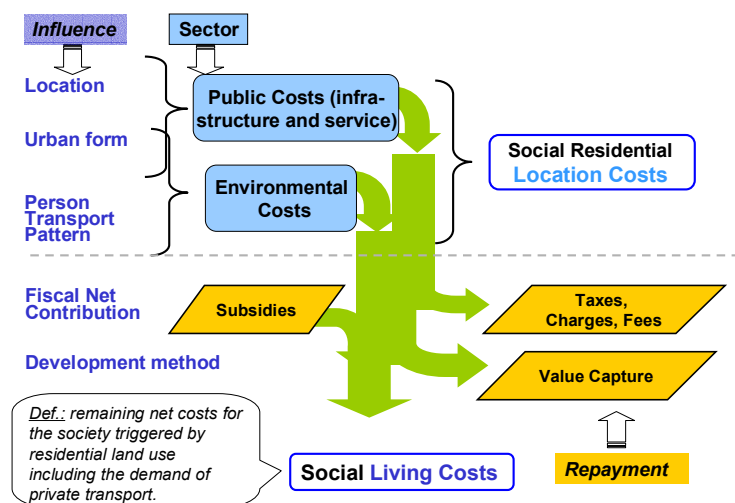 Influence
Sector
Location
Public Costs (infra-
structure and service)
Urban form
Social Residential
Location Costs
Environmental
Costs
Person
Transport
Pattern
Fiscal Net
Contribution
Subsidies
Taxes,
Charges, Fees
Development method
Value Capture
Def.: remaining net costs for
the society triggered by
residential land use
including the demand of
private transport.
Social Living Costs
Repayment